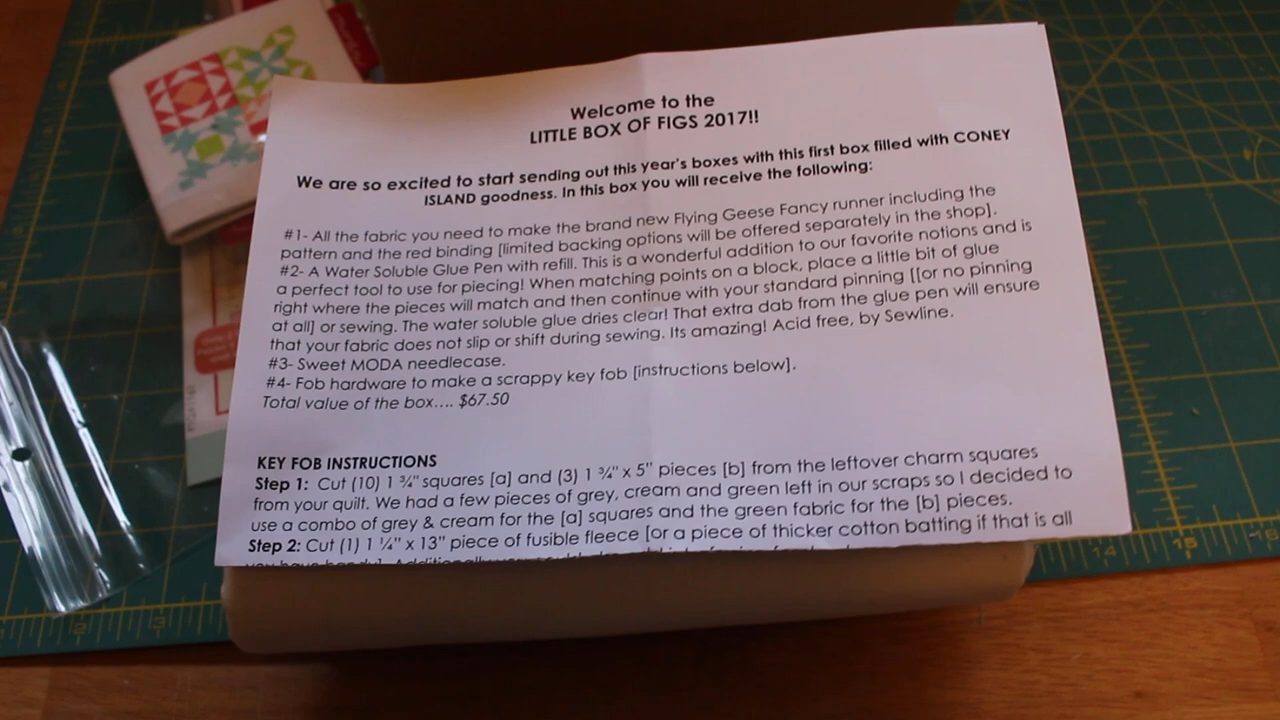 Welcome to the
LITTLE BOX OF FIGS 2017!!
We are so excited to start sending out this year's boxes with this first box filled with CONEY
ISLAND goodness. In this box you will receive the following:
#1- All the fabric you need to make the brand new Flying Geese Fancy runner including the
pattern and the red binding [limited backing options will be offered separately in the shop].
#2- A Water Soluble Glue Pen with refill. This is a wonderful addition to our favorite notions and is
a perfect tool to use for piecing! When matching points on a block, place a little bit of glue
right where the pieces will match and then continue with your standard pinning [[or no pinning
at all] or sewing. The water soluble glue dries clear! That extra dab from the glue pen will ensure
that your fabric does not slip or shift during sewing. Its amazing! Acid free, by Sewline.
#3- Sweet MODA needlecase.
#4- Fob hardware to make a scrappy key fob [instructions below].
Total value of the box.... $67.50
KEY FOB INSTRUCTIONS
Step 1: Cut (10) 1 ¾" squares [a] and (3) 1 ¾" x 5" pieces [b] from the leftover charm squares
from your quilt. We had a few pieces of grey, cream and green left in our scraps so I decided to
use a combo of grey & cream for the [a] squares and the green fabric for the [b] pieces.
Step 2: Cut (1) 1 ¼" x 13" piece of fusible fleece [or a piece of thicker cotton batting if that is all
you have handy]. Additionally you
2
3
14
15
16